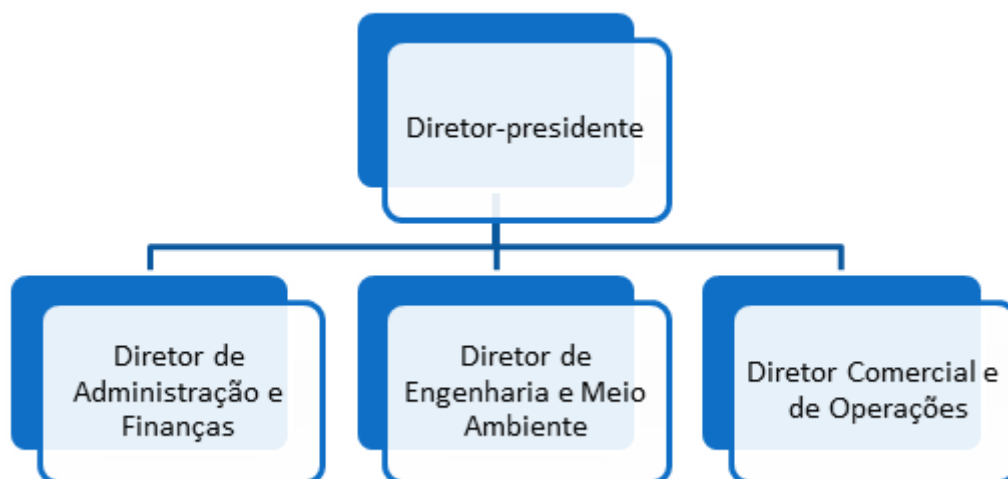 Diretor-presidente
Diretor de
Administração e
Finanças
Diretor de
Engenharia e Meio
Ambiente
Diretor Comercial e
de Operações